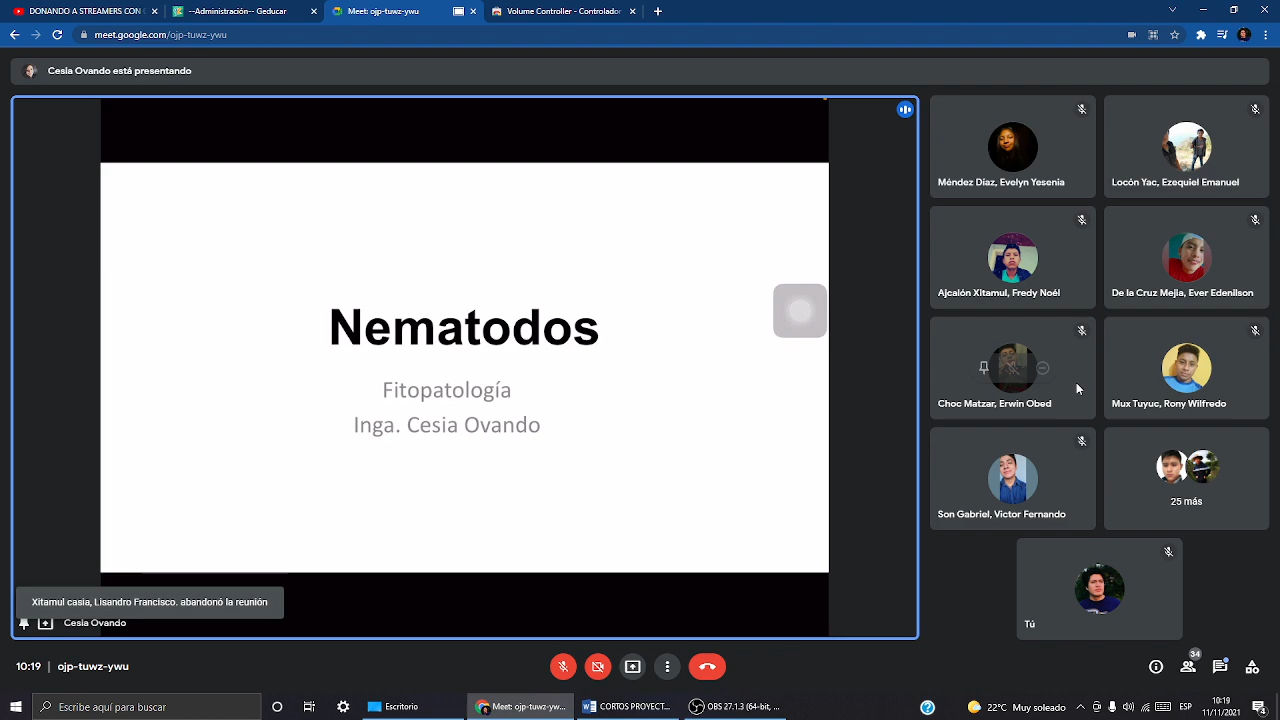 DONANDO A STREAMERS CON
--Administración-- Geducar
Meet: ojp-tuwz-ywu
Volume Controller - Controlador
meet.google.com/ojp-tuwz-ywu
Cesia Ovando está presentando
Nematodos
Fitopatología
Inga. Cesia Ovando
Méndez Díaz, Evelyn Yesenia
Locón Yac, Ezequiel Emanuel
Ajcalón Xitamul, Fredy Noél
De la Cruz Mejía, Ever Edenilson
Choc Matzar, Ervin Obed
Mux Tuyuc, Rony Wilfredo
Son Gabriel, Victor Fernando
25 más
Tú
Xitamul casia, Lisandro Francisco. abandonó la reunión
Cesia Ovando
10:19 | ojp-tuwz-ywu
34
Escribe aquí para buscar
Escritorio
Meet: ojp-tuwz-yw...
CORTOS PROYECT...
OBS 27.1.3 (64-bit, ...
22°C Muy soleado
10:19
11/11/2021